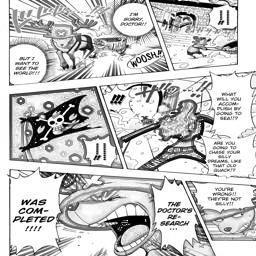 !!
I'M
SORRY,
DOCTOR!
WOOSH!!
BUT I
WANT TO
SEE THE
WORLD!!!
WHAT
WILL YOU
ACCOM-
PLISH BY
GOING TO
SEA!?
ARE YOU
GOING TO
CHASE YOUR
SILLY
DREAMS, LIKE
THAT OLD
QUACK!?
!!!
YOU'RE
WRONG!!
THEY'RE
NOT SILLY!!
THE
DOCTOR'S
RE-
SEARCH
...
WAS
COM-
PLETED
!!!!